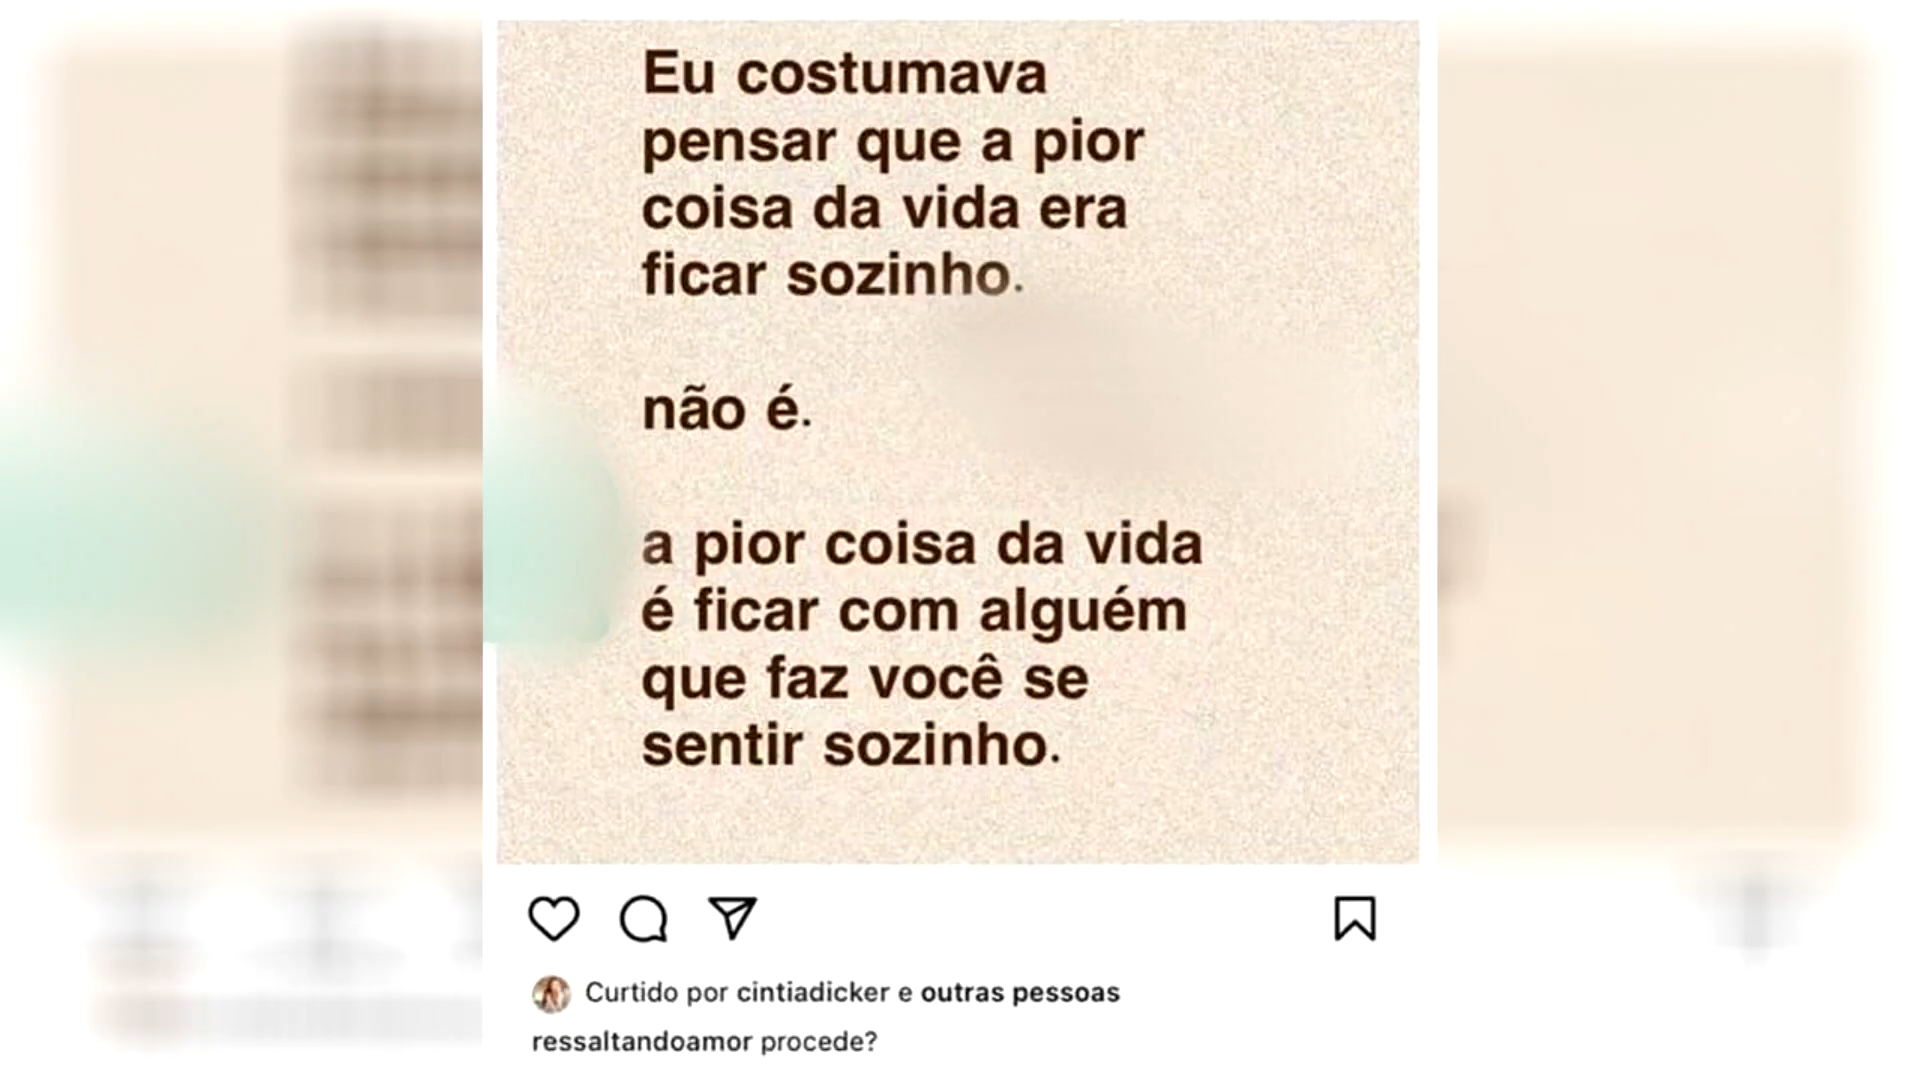 Eu costumava
pensar que a pior
coisa da vida era
ficar sozinho.
não é.
a pior coisa da vida
é ficar com alguém
que faz você se
sentir sozinho.
Curtido por cintiadicker e outras pessoas
ressaltandoamor procede?